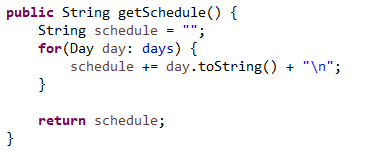 public String getSchedule() {
    String schedule = "";
    for(Day day: days) {
        schedule += day.toString() + "\n";
    }

    return schedule;
}